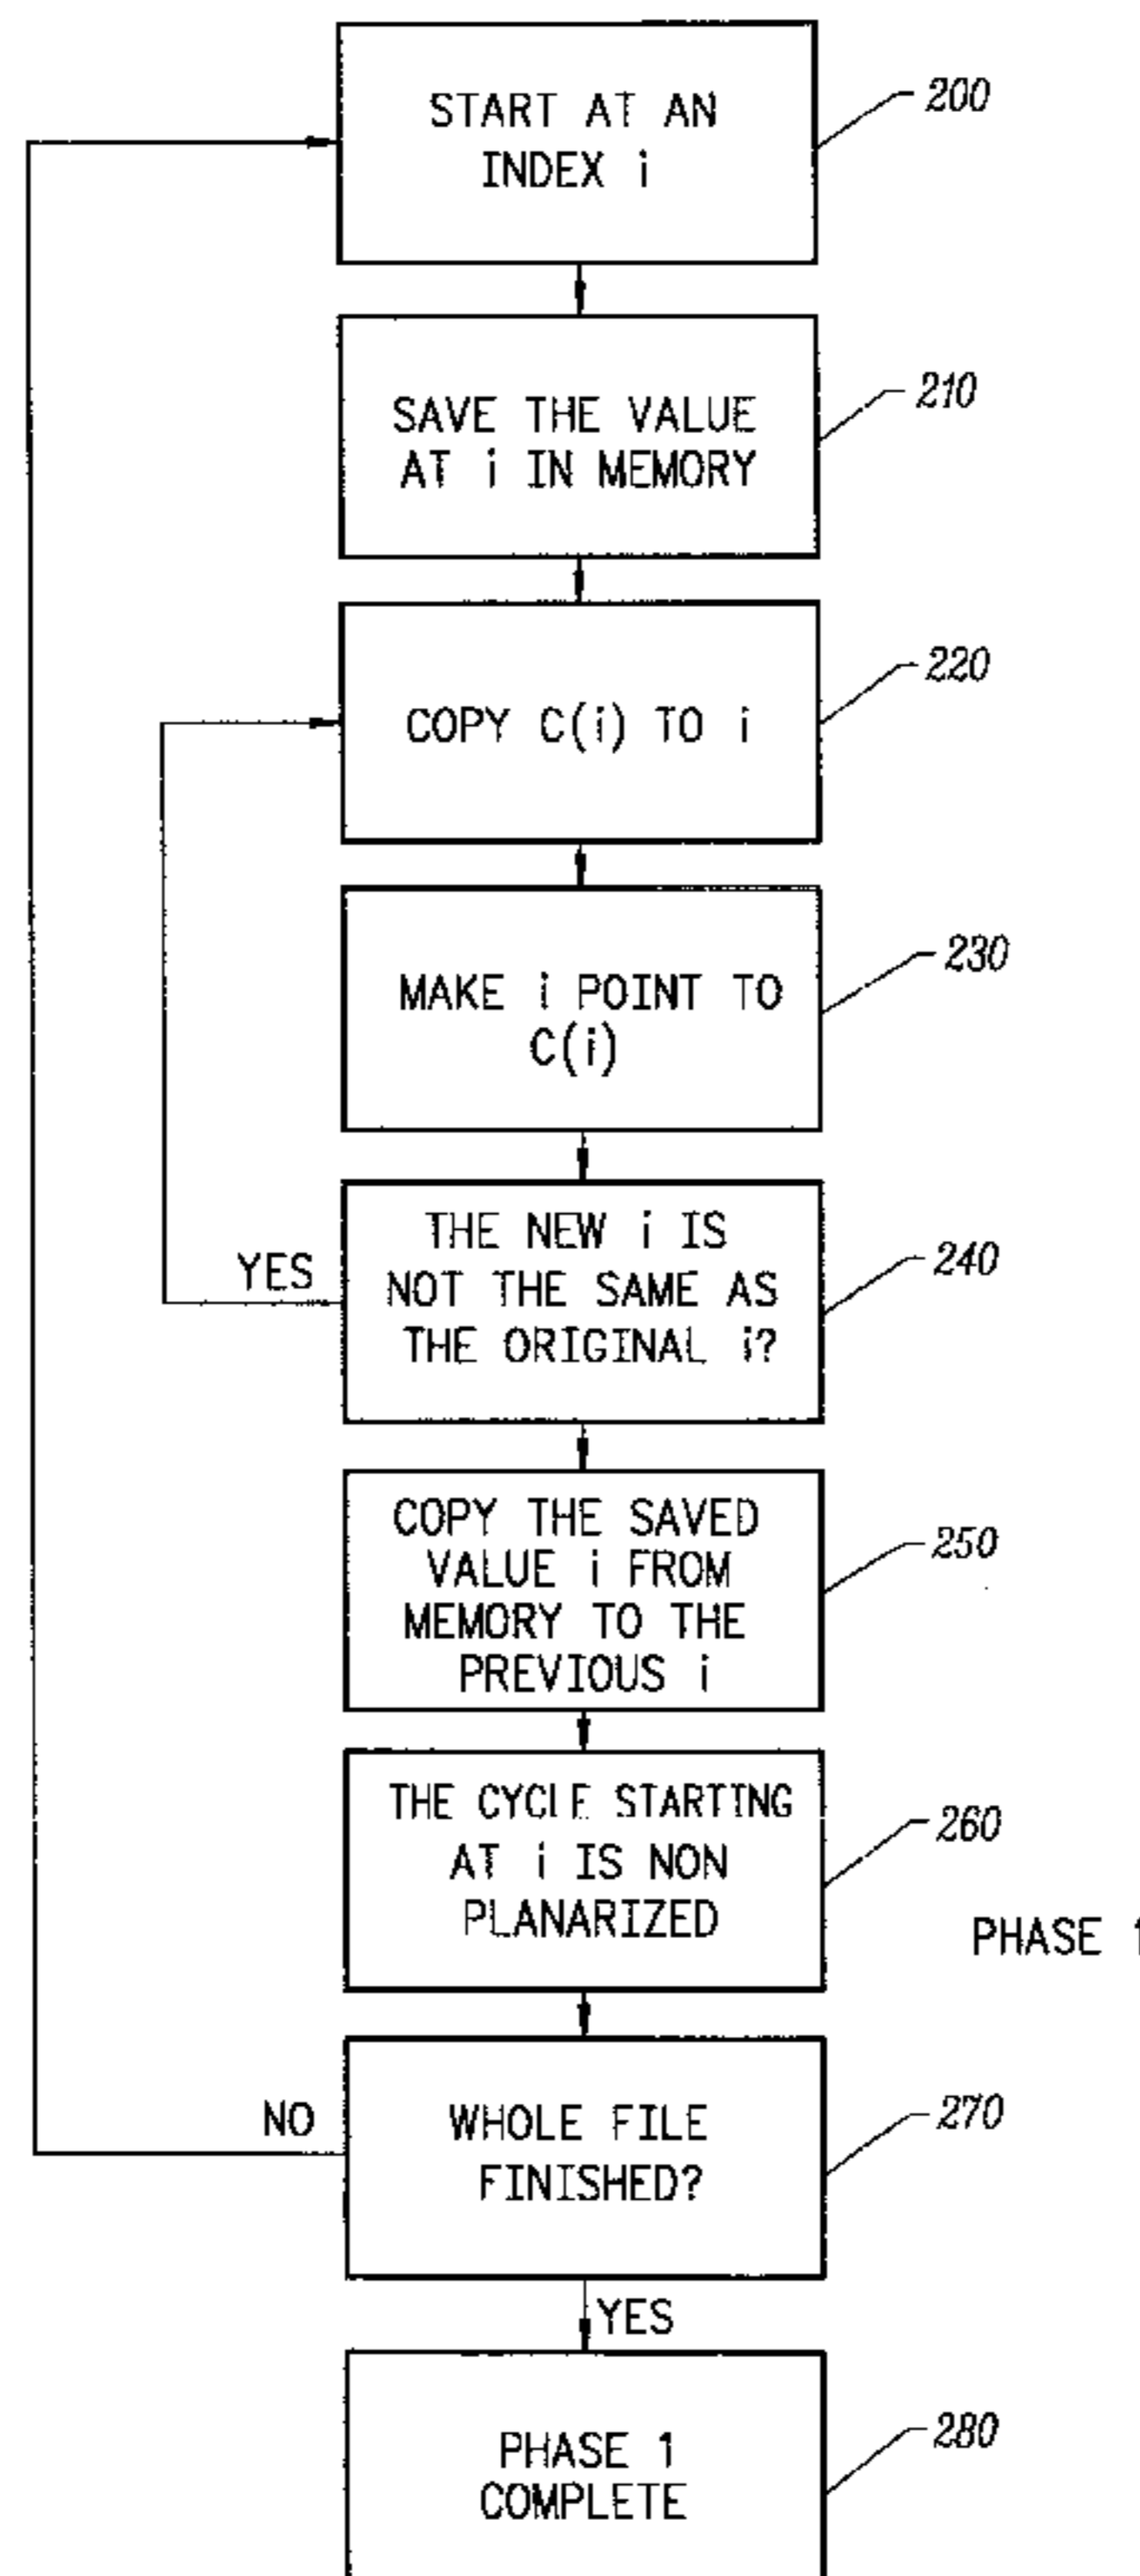 START AT AN
INDEX i
200
SAVE THE VALUE
AT i IN MEMORY
210
COPY C(i) TO i
220
MAKE i POINT TO
C(i)
230
THE NEW i IS
NOT THE SAME AS
THE ORIGINAL i?
240
YES
COPY THE SAVED
VALUE i FROM
MEMORY TO THE
PREVIOUS i
250
THE CYCLE STARTING
AT i IS NON
PLANARIZED
260
PHASE 1
WHOLE FILE
FINISHED?
270
NO
YES
PHASE 1
COMPLETE
280